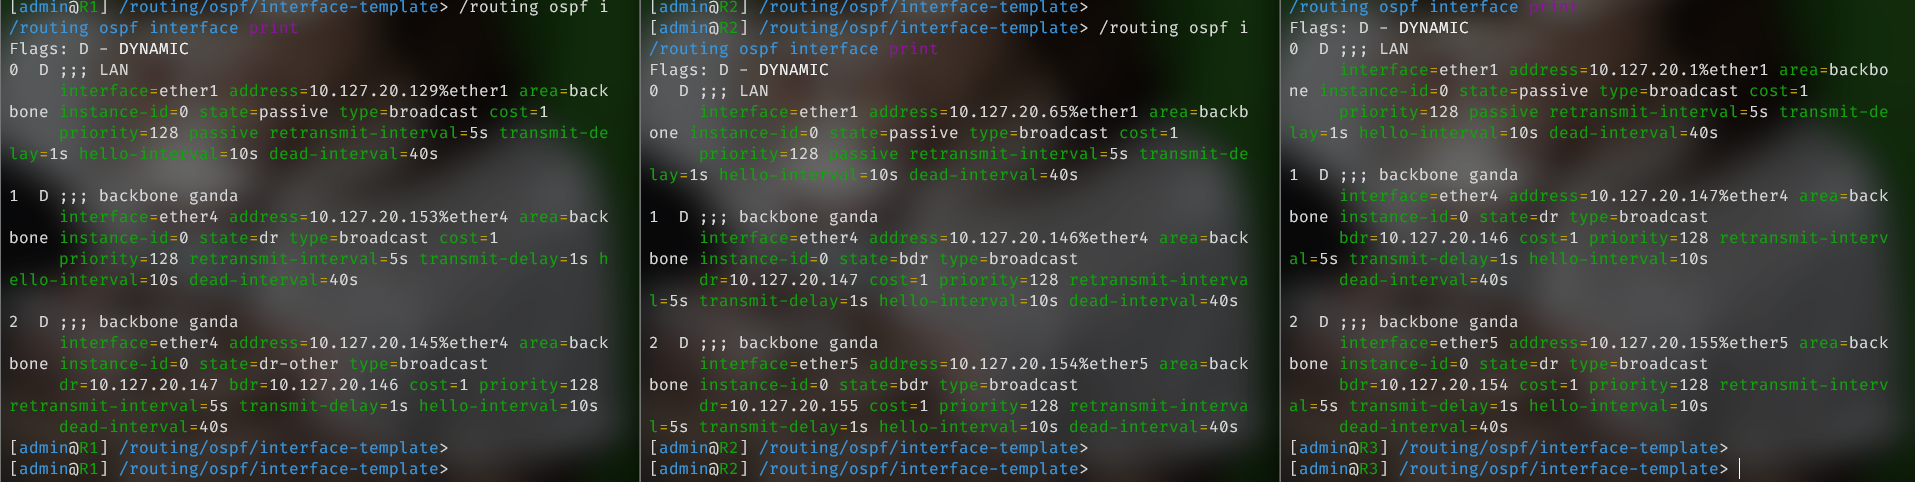 [admin@R1] /routing/ospf/interface-template> /routing ospf i
/routing ospf interface print
Flags: D - DYNAMIC
0  D ;;; LAN
     interface=ether1 address=10.127.20.129%ether1 area=back
bone instance-id=0 state=passive type=broadcast cost=1
     priority=128 passive retransmit-interval=5s transmit-de
lay=1s hello-interval=10s dead-interval=40s

1  D ;;; backbone ganda
     interface=ether4 address=10.127.20.153%ether4 area=back
bone instance-id=0 state=dr type=broadcast cost=1
     priority=128 retransmit-interval=5s transmit-delay=1s h
ello-interval=10s dead-interval=40s

2  D ;;; backbone ganda
     interface=ether4 address=10.127.20.145%ether4 area=back
bone instance-id=0 state=dr-other type=broadcast
     dr=10.127.20.147 bdr=10.127.20.146 cost=1 priority=128
retransmit-interval=5s transmit-delay=1s hello-interval=10s
     dead-interval=40s
[admin@R1] /routing/ospf/interface-template>
[admin@R1] /routing/ospf/interface-template>
[admin@R2] /routing/ospf/interface-template>
[admin@R2] /routing/ospf/interface-template> /routing ospf i
/routing ospf interface print
Flags: D - DYNAMIC
0  D ;;; LAN
     interface=ether1 address=10.127.20.65%ether1 area=backb
one instance-id=0 state=passive type=broadcast cost=1
     priority=128 passive retransmit-interval=5s transmit-de
lay=1s hello-interval=10s dead-interval=40s

1  D ;;; backbone ganda
     interface=ether4 address=10.127.20.146%ether4 area=back
bone instance-id=0 state=bdr type=broadcast
     dr=10.127.20.147 cost=1 priority=128 retransmit-interva
l=5s transmit-delay=1s hello-interval=10s dead-interval=40s

2  D ;;; backbone ganda
     interface=ether5 address=10.127.20.154%ether5 area=back
bone instance-id=0 state=bdr type=broadcast
     dr=10.127.20.155 cost=1 priority=128 retransmit-interva
l=5s transmit-delay=1s hello-interval=10s dead-interval=40s
[admin@R2] /routing/ospf/interface-template>
[admin@R2] /routing/ospf/interface-template>
/routing ospf interface print
Flags: D - DYNAMIC
0  D ;;; LAN
     interface=ether1 address=10.127.20.1%ether1 area=backbo
ne instance-id=0 state=passive type=broadcast cost=1
     priority=128 passive retransmit-interval=5s transmit-de
lay=1s hello-interval=10s dead-interval=40s

1  D ;;; backbone ganda
     interface=ether4 address=10.127.20.147%ether4 area=back
bone instance-id=0 state=dr type=broadcast
     bdr=10.127.20.146 cost=1 priority=128 retransmit-interv
al=5s transmit-delay=1s hello-interval=10s
     dead-interval=40s

2  D ;;; backbone ganda
     interface=ether5 address=10.127.20.155%ether5 area=back
bone instance-id=0 state=dr type=broadcast
     bdr=10.127.20.154 cost=1 priority=128 retransmit-interv
al=5s transmit-delay=1s hello-interval=10s
     dead-interval=40s
[admin@R3] /routing/ospf/interface-template>
[admin@R3] /routing/ospf/interface-template>